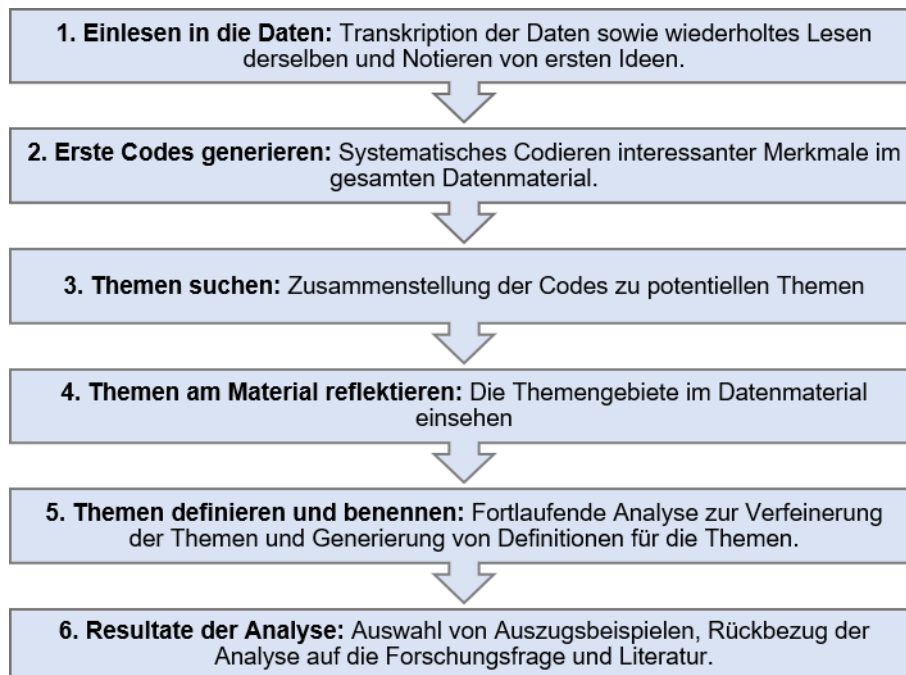 1. Einlesen in die Daten: Transkription der Daten sowie wiederholtes Lesen
derselben und Notieren von ersten Ideen.
2. Erste Codes generieren: Systematisches Codieren interessanter Merkmale im
gesamten Datenmaterial.
3. Themen suchen: Zusammenstellung der Codes zu potentiellen Themen
4. Themen am Material reflektieren: Die Themengebiete im Datenmaterial
einsehen
5. Themen definieren und benennen: Fortlaufende Analyse zur Verfeinerung
der Themen und Generierung von Definitionen für die Themen.
6. Resultate der Analyse: Auswahl von Auszugsbeispielen, Rückbezug der
Analyse auf die Forschungsfrage und Literatur.